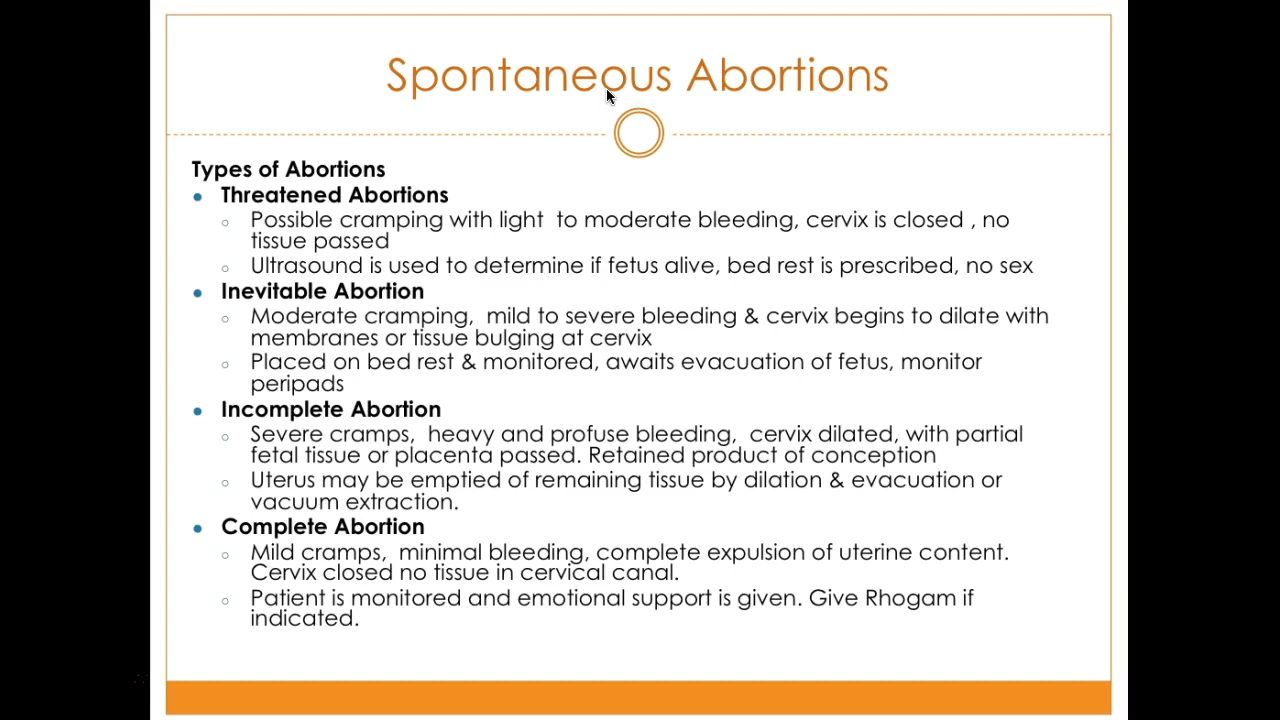 Spontaneous Abortions
Types of Abortions
Threatened Abortions
Possible cramping with light  to moderate bleeding, cervix is closed , no
tissue passed
Ultrasound is used to determine if fetus alive, bed rest is prescribed, no sex
Inevitable Abortion
Moderate cramping,  mild to severe bleeding & cervix begins to dilate with
membranes or tissue bulging at cervix
Placed on bed rest & monitored, awaits evacuation of fetus, monitor
peripads
Incomplete Abortion
Severe cramps,  heavy and profuse bleeding,  cervix dilated, with partial
fetal tissue or placenta passed. Retained product of conception
Uterus may be emptied of remaining tissue by dilation & evacuation or
vacuum extraction.
Complete Abortion
Mild cramps,  minimal bleeding, complete expulsion of uterine content.
Cervix closed no tissue in cervical canal.
Patient is monitored and emotional support is given. Give Rhogam if
indicated.